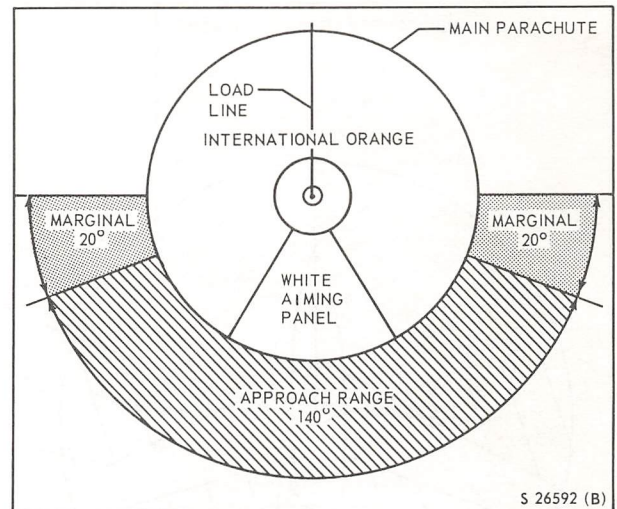 MAIN PARACHUTE
LOAD
LINE
INTERNATIONAL ORANGE
MARGINAL
20°
MARGINAL
20°
WHITE
AIMING
PANEL
APPROACH RANGE
140°
S 26592 (B)